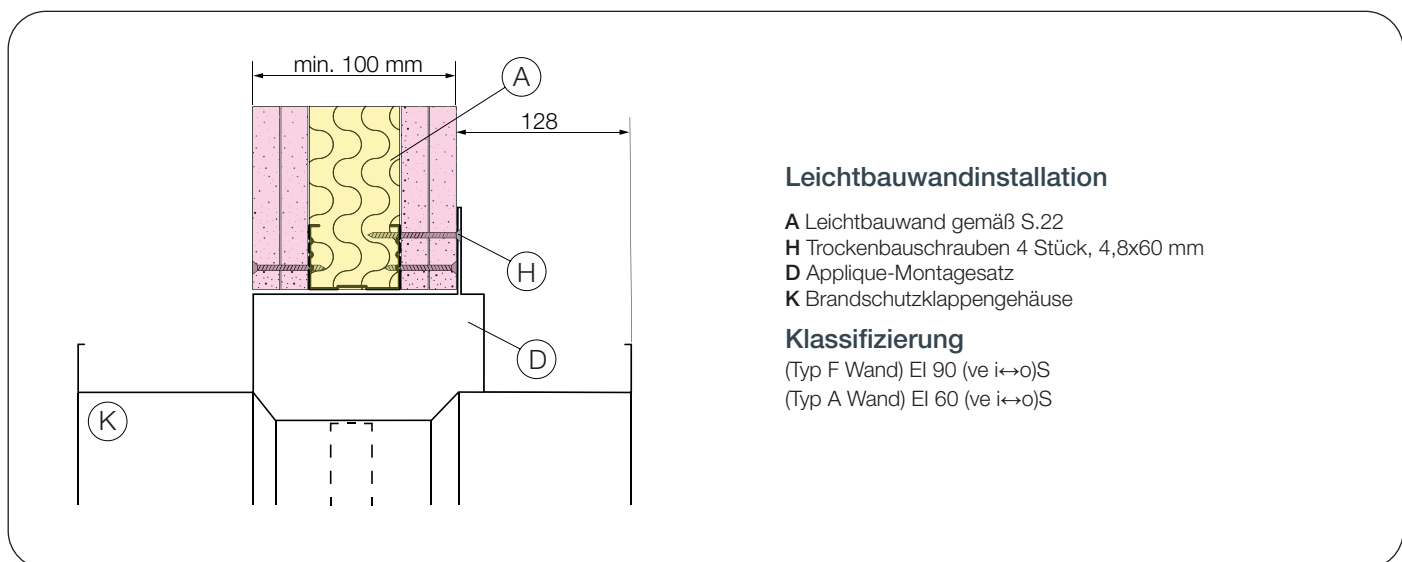 min. 100 mm
A
128
H
D
K
Leichtbauwandinstallation
A Leichtbauwand gemäß S.22
H Trockenbauschrauben 4 Stück, 4,8x60 mm
D Applique-Montagesatz
K Brandschutzklappengehäuse
Klassifizierung
(Typ F Wand) EI 90 (ve i↔o)S
(Typ A Wand) EI 60 (ve i↔o)S